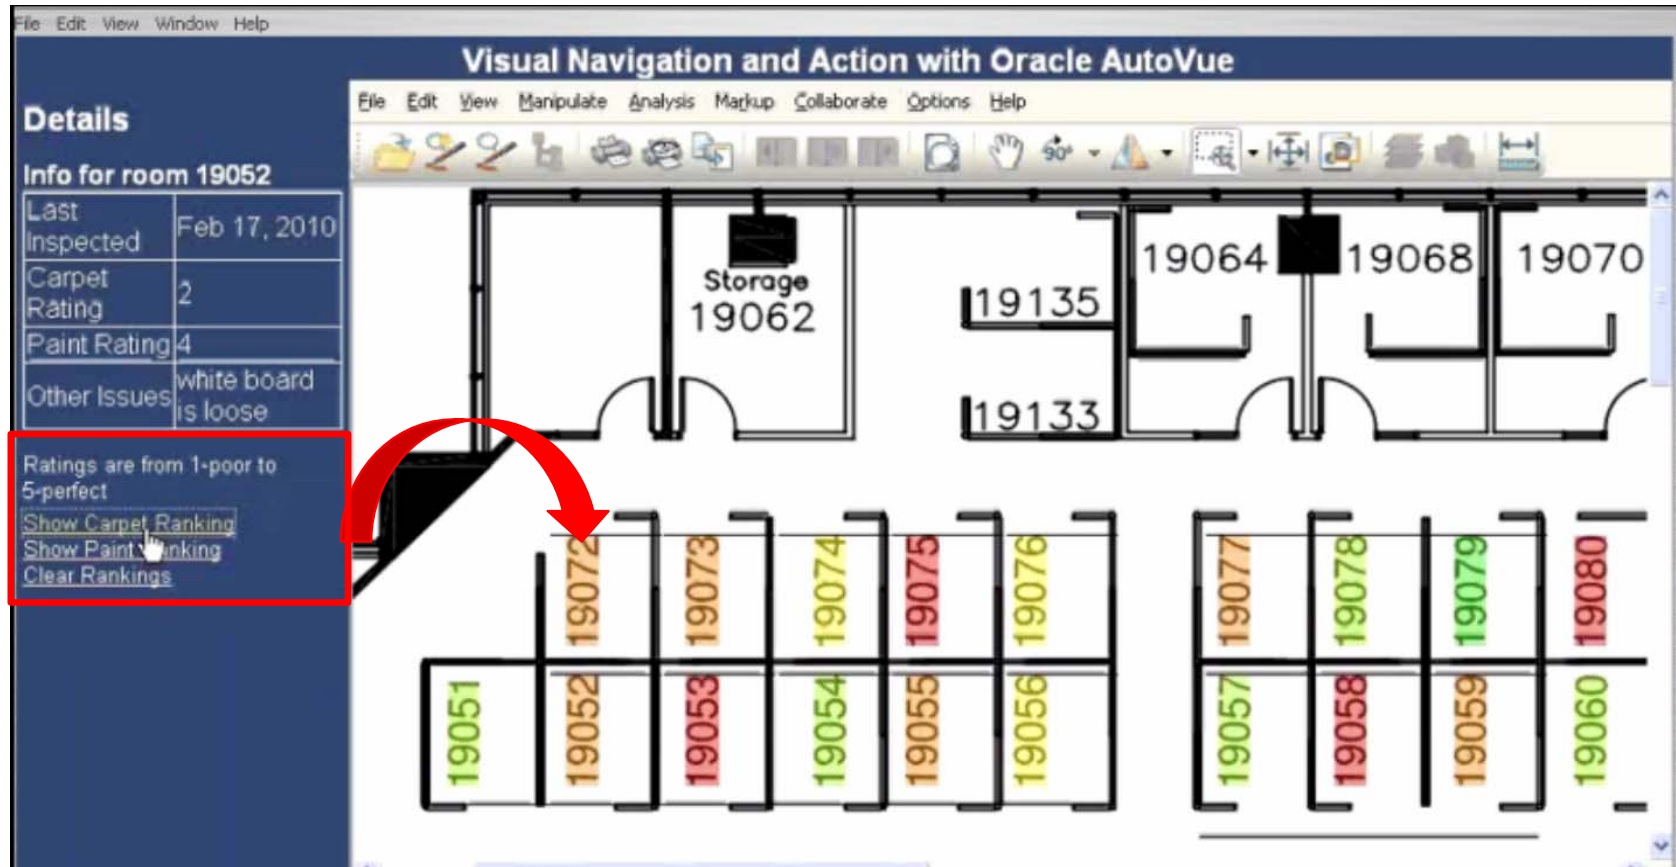 File Edit View Window Help
Visual Navigation and Action with Oracle AutoVue
Details
Info for room 19052
Last Inspected Feb 17, 2010
Carpet Rating 2
Paint Rating 4
Other Issues white board is loose
Ratings are from 1-poor to
5-perfect
Show Carpet Ranking
Show Paint Ranking
Clear Rankings
File Edit View Manipulate Analysis Markup Collaborate Options Help
90°
Storage
19062
19135
19133
19064
19068
19070
19072
19073
19074
19075
19076
19077
19078
19079
19080
19051
19052
19053
19054
19055
19056
19057
19058
19059
19060